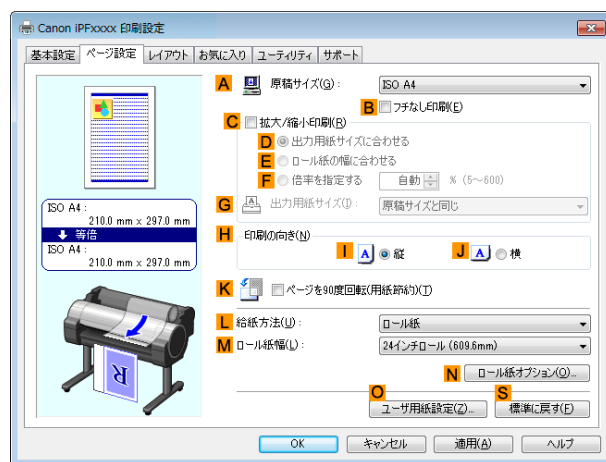 Canon iPFxxxx 印刷設定
基本設定 ページ設定 レイアウト お気に入り ユーティリティ サポート
A 原稿サイズ(G): ISO A4
B フチなし印刷(E)
C 拡大/縮小印刷(R)
D 出力用紙サイズに合わせる
E ロール紙の幅に合わせる
F 倍率を指定する 自動 % (5～600)
G A 出力用紙サイズ(I): 原稿サイズと同じ
ISO A4 :
210.0 mm x 297.0 mm
等倍
ISO A4 :
210.0 mm x 297.0 mm
H 印刷の向き(N)
I A 縦 J A 横
K ページを90度回転(用紙節約)(T)
L 給紙方法(U): ロール紙
M ロール紙幅(L): 24インチロール (609.6mm)
R
N ロール紙オプション(O)...
O S
ユーザ用紙設定(Z)... 標準に戻す(F)
OK キャンセル 適用(A) ヘルプ